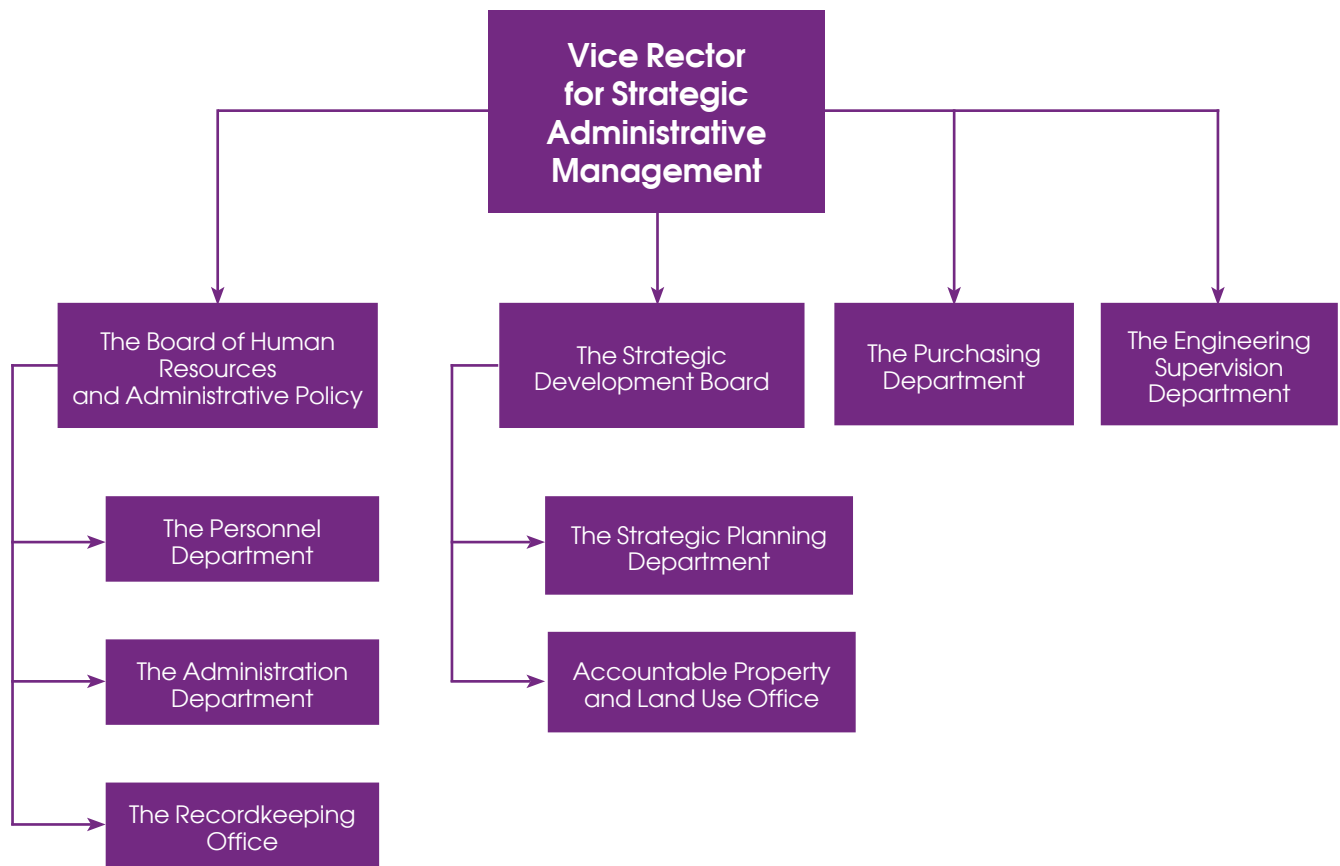 Vice Rector
for Strategic
Administrative
Management
The Board of Human
Resources
and Administrative Policy
The Strategic
Development Board
The Purchasing
Department
The Engineering
Supervision
Department
The Personnel
Department
The Strategic Planning
Department
The Administration
Department
Accountable Property
and Land Use Office
The Recordkeeping
Office